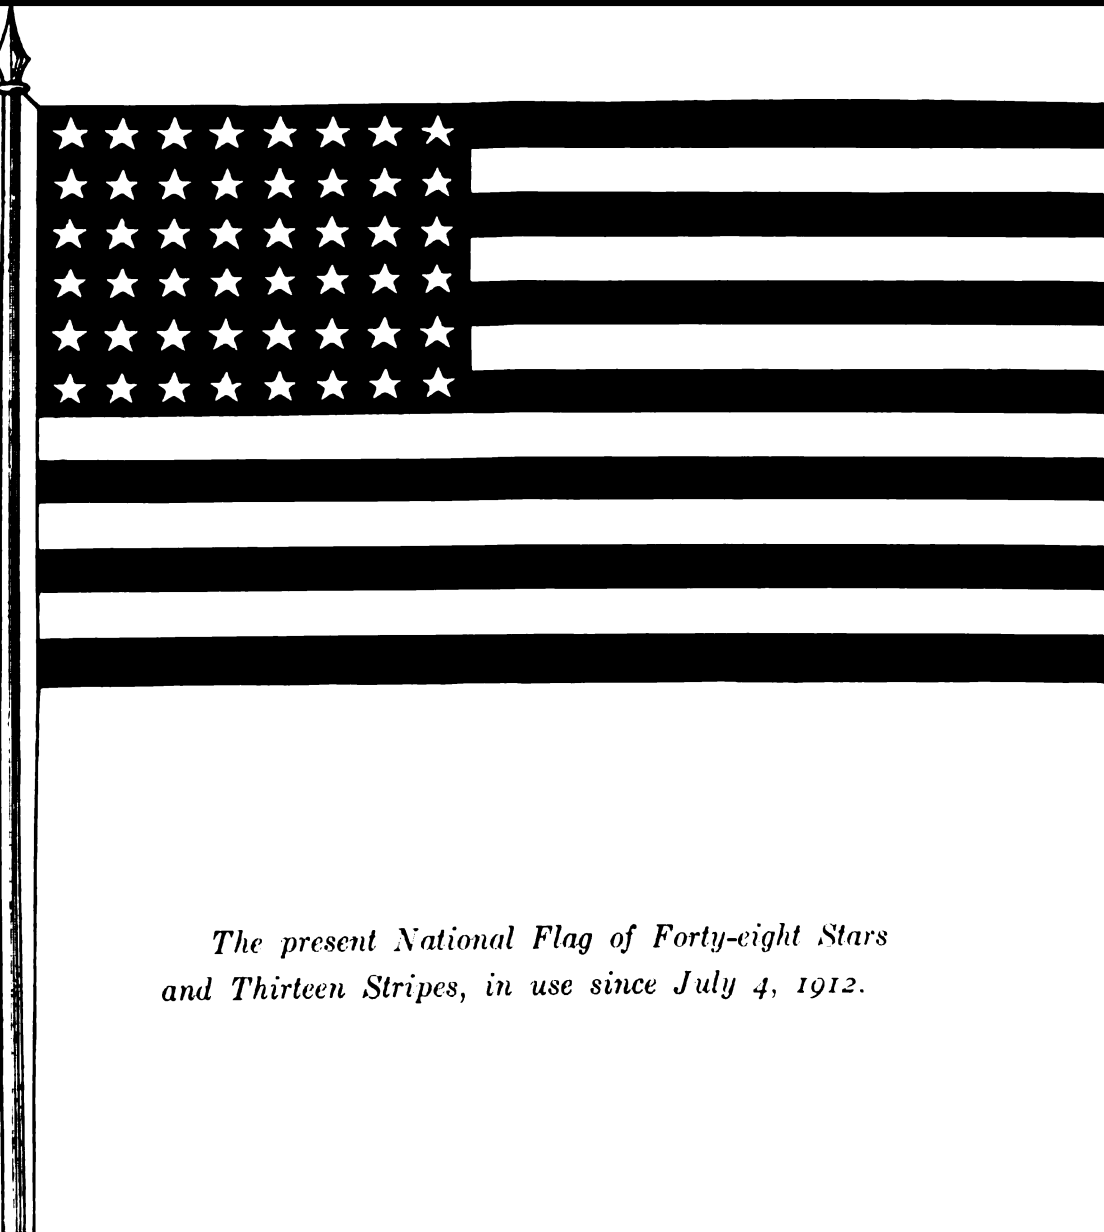 The present National Flag of Forty-eight Stars
and Thirteen Stripes, in use since July 4, 1912.